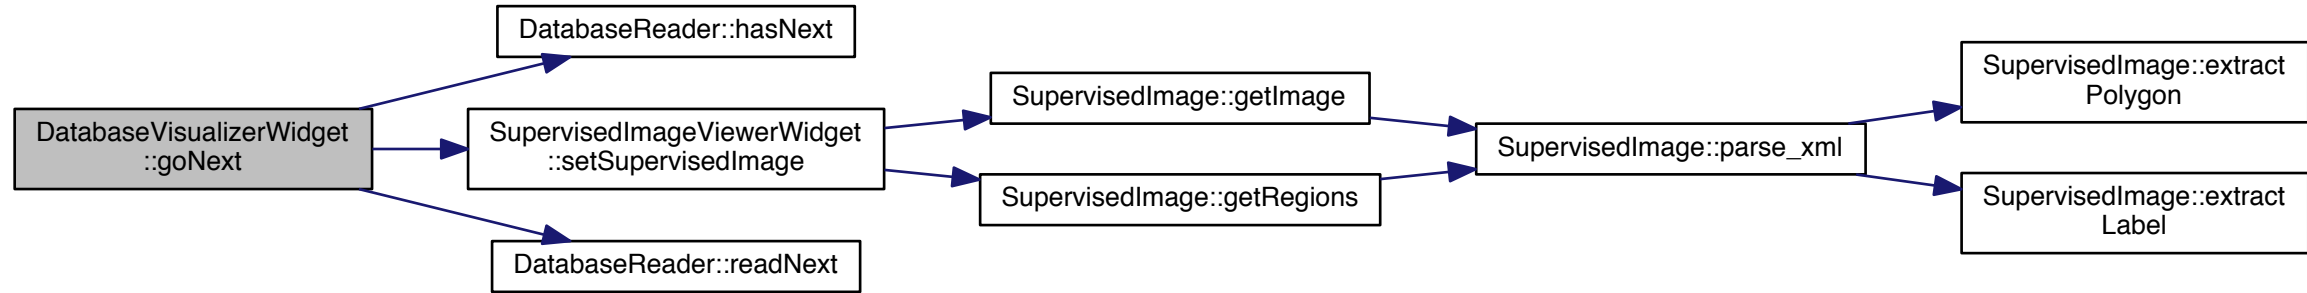 DatabaseVisualizerWidget
::goNext
DatabaseReader::hasNext
SupervisedImageViewerWidget
::setSupervisedImage
DatabaseReader::readNext
SupervisedImage::getImage
SupervisedImage::getRegions
SupervisedImage::parse_xml
SupervisedImage::extract
Polygon
SupervisedImage::extract
Label